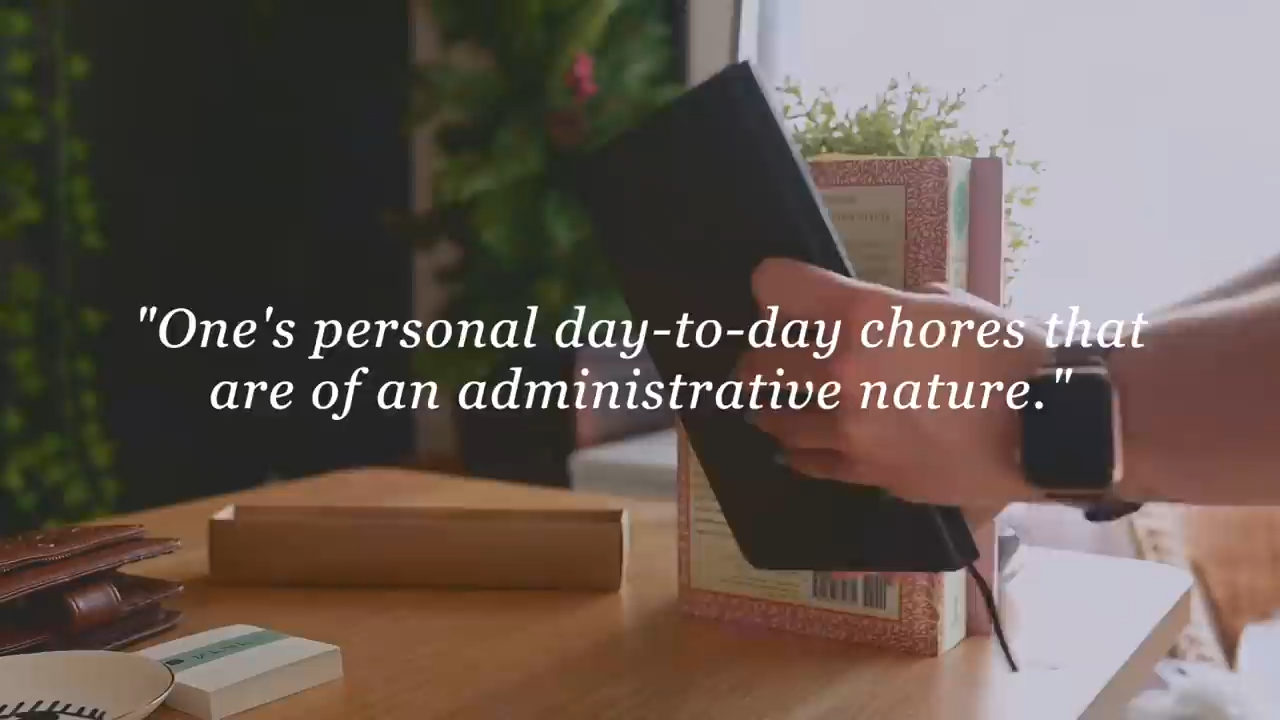 "One's personal day-to-day chores that
are of an administrative nature."